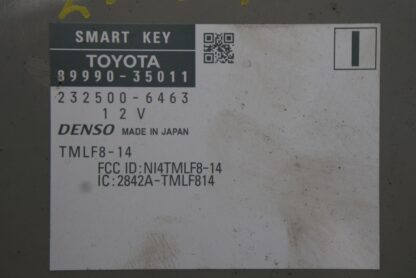 SMART KEY
TOYOTA
89990-35011
232500-6463
12V
DENSO MADE IN JAPAN
TMLF8-14
FCC ID:NI4TMLF8-14
IC:2842A-TMLF814
I